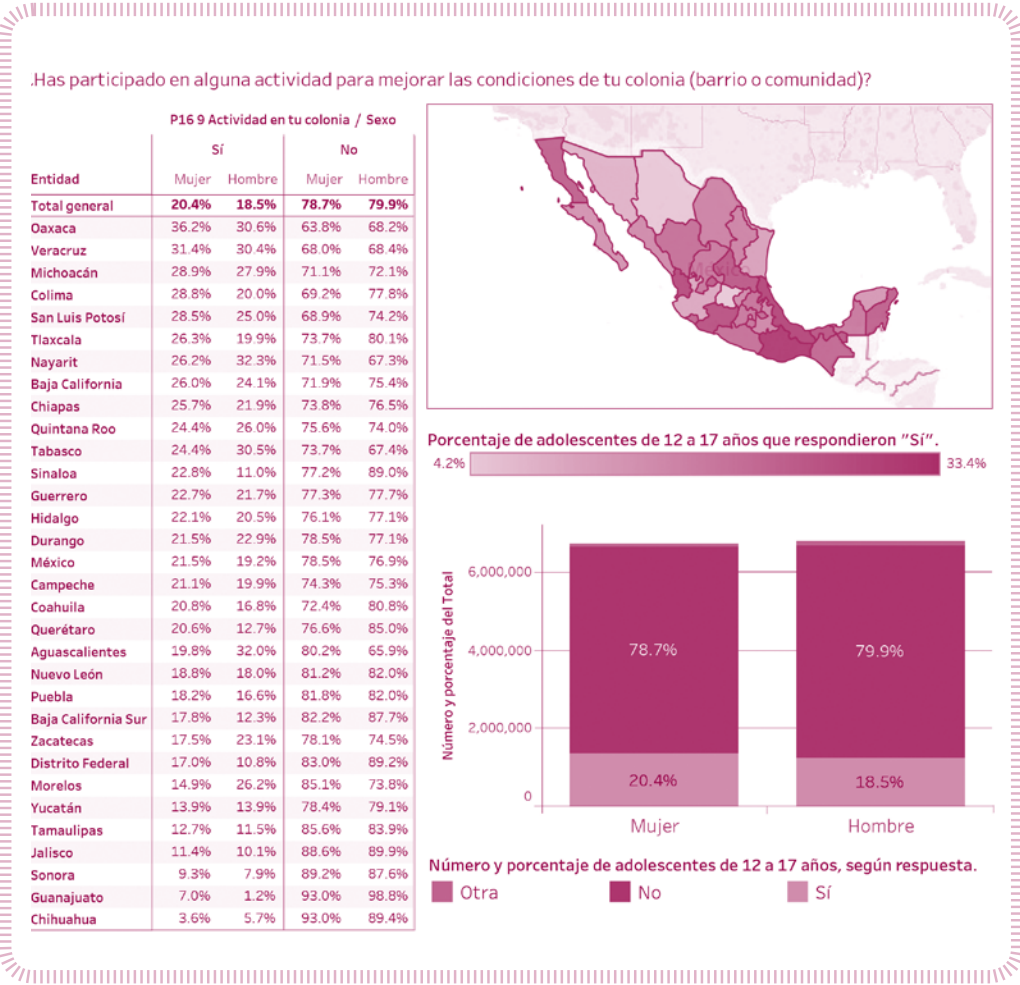 ¿Has participado en alguna actividad para mejorar las condiciones de tu colonia (barrio o comunidad)?
P16 9 Actividad en tu colonia / Sexo
Sí No
Entidad Mujer Hombre Mujer Hombre
Total general 20.4% 18.5% 78.7% 79.9%
Oaxaca 36.2% 30.6% 63.8% 68.2%
Veracruz 31.4% 30.4% 68.0% 68.4%
Michoacán 28.9% 27.9% 71.1% 72.1%
Colima 28.8% 20.0% 69.2% 77.8%
San Luis Potosí 28.5% 25.0% 68.9% 74.2%
Tlaxcala 26.3% 19.9% 73.7% 80.1%
Nayarit 26.2% 32.3% 71.5% 67.3%
Baja California 26.0% 24.1% 71.9% 75.4%
Chiapas 25.7% 21.9% 73.8% 76.5%
Quintana Roo 24.4% 26.0% 75.6% 74.0%
Tabasco 24.4% 30.5% 73.7% 67.4%
Sinaloa 22.8% 11.0% 77.2% 89.0%
Guerrero 22.7% 21.7% 77.3% 77.7%
Hidalgo 22.1% 20.5% 76.1% 77.1%
Durango 21.5% 22.9% 78.5% 77.1%
México 21.5% 19.2% 78.5% 76.9%
Campeche 21.1% 19.9% 74.3% 75.3%
Coahuila 20.8% 16.8% 72.4% 80.8%
Querétaro 20.6% 12.7% 76.6% 85.0%
Aguascalientes 19.8% 32.0% 80.2% 65.9%
Nuevo León 18.8% 18.0% 81.2% 82.0%
Puebla 18.2% 16.6% 81.8% 82.0%
Baja California Sur 17.8% 12.3% 82.2% 87.7%
Zacatecas 17.5% 23.1% 78.1% 74.5%
Distrito Federal 17.0% 10.8% 83.0% 89.2%
Morelos 14.9% 26.2% 85.1% 73.8%
Yucatán 13.9% 13.9% 78.4% 79.1%
Tamaulipas 12.7% 11.5% 85.6% 83.9%
Jalisco 11.4% 10.1% 88.6% 89.9%
Sonora 9.3% 7.9% 89.2% 87.6%
Guanajuato 7.0% 1.2% 93.0% 98.8%
Chihuahua 3.6% 5.7% 93.0% 89.4%
México
Porcentaje de adolescentes de 12 a 17 años que respondieron "Sí".
4.2% 33.4%
Número y porcentaje del Total
6,000,000
4,000,000
2,000,000
0
78.7% 79.9%
20.4% 18.5%
Mujer Hombre
Número y porcentaje de adolescentes de 12 a 17 años, según respuesta.
Otra No Sí